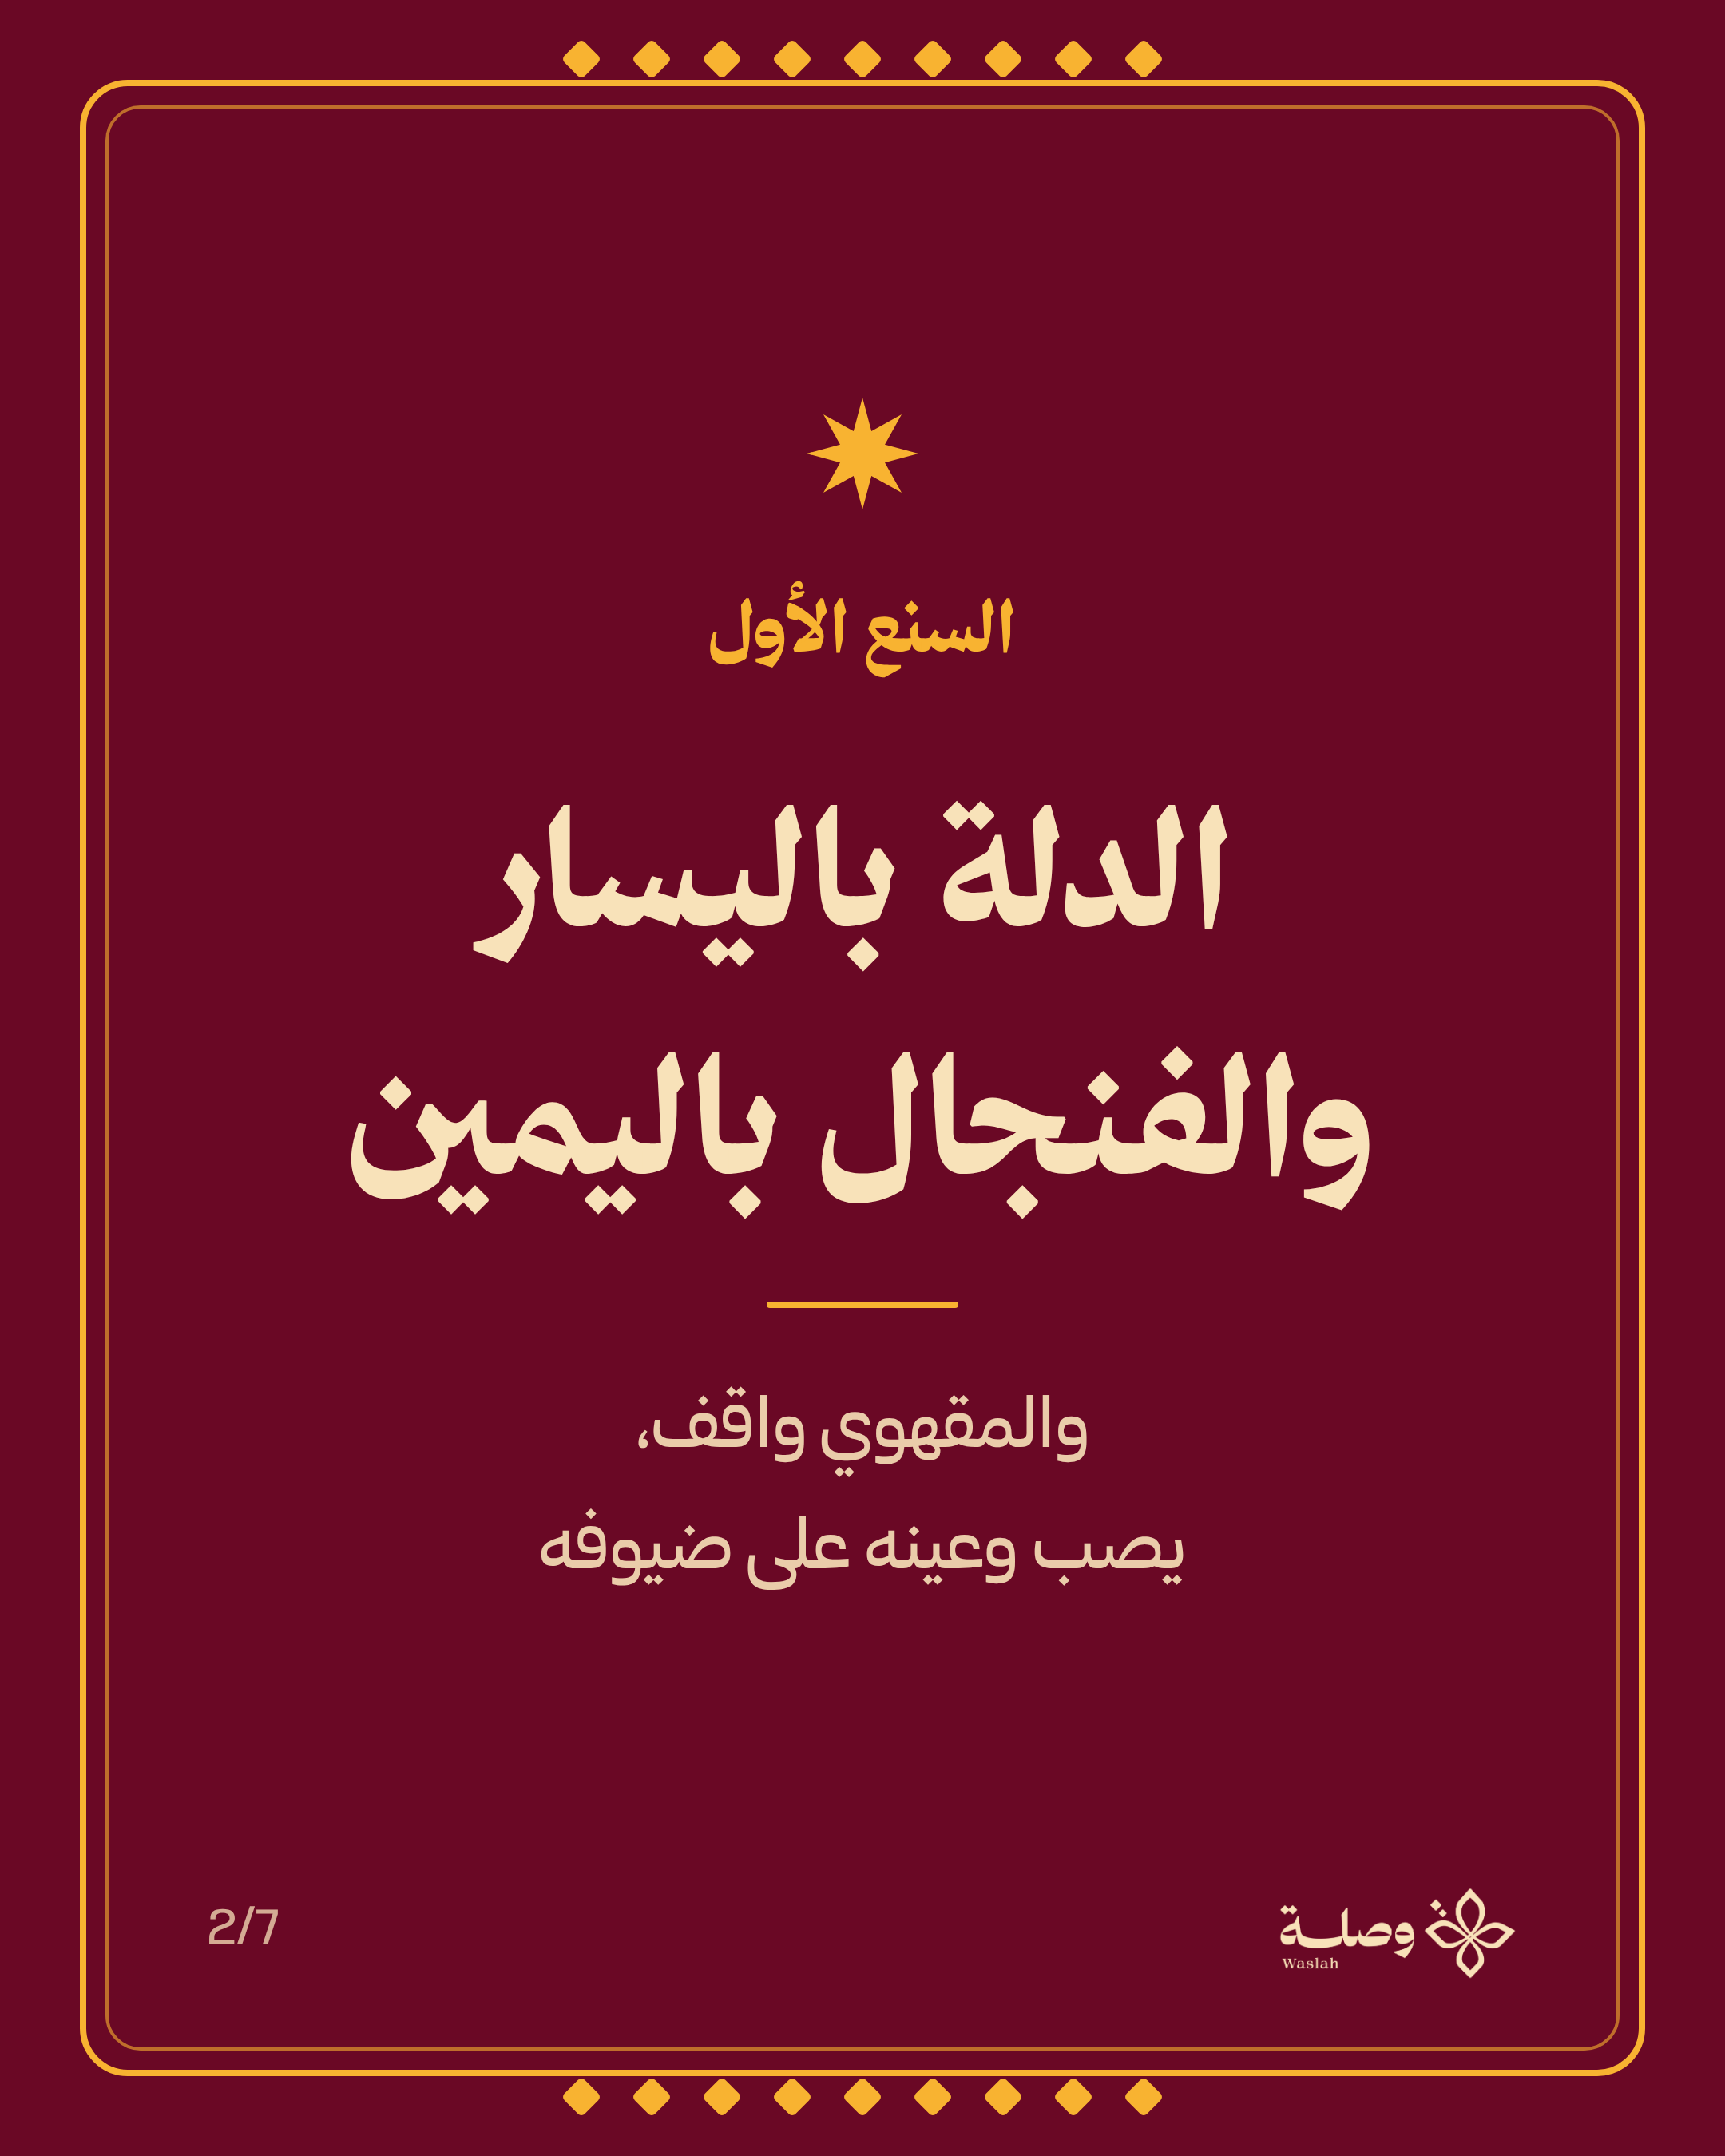 السنع الأول
الدلة باليسار
والفنجال باليمين
والمقهوي واقف،
يصب وعينه على ضيوفه
2/7
وصلة
Waslah